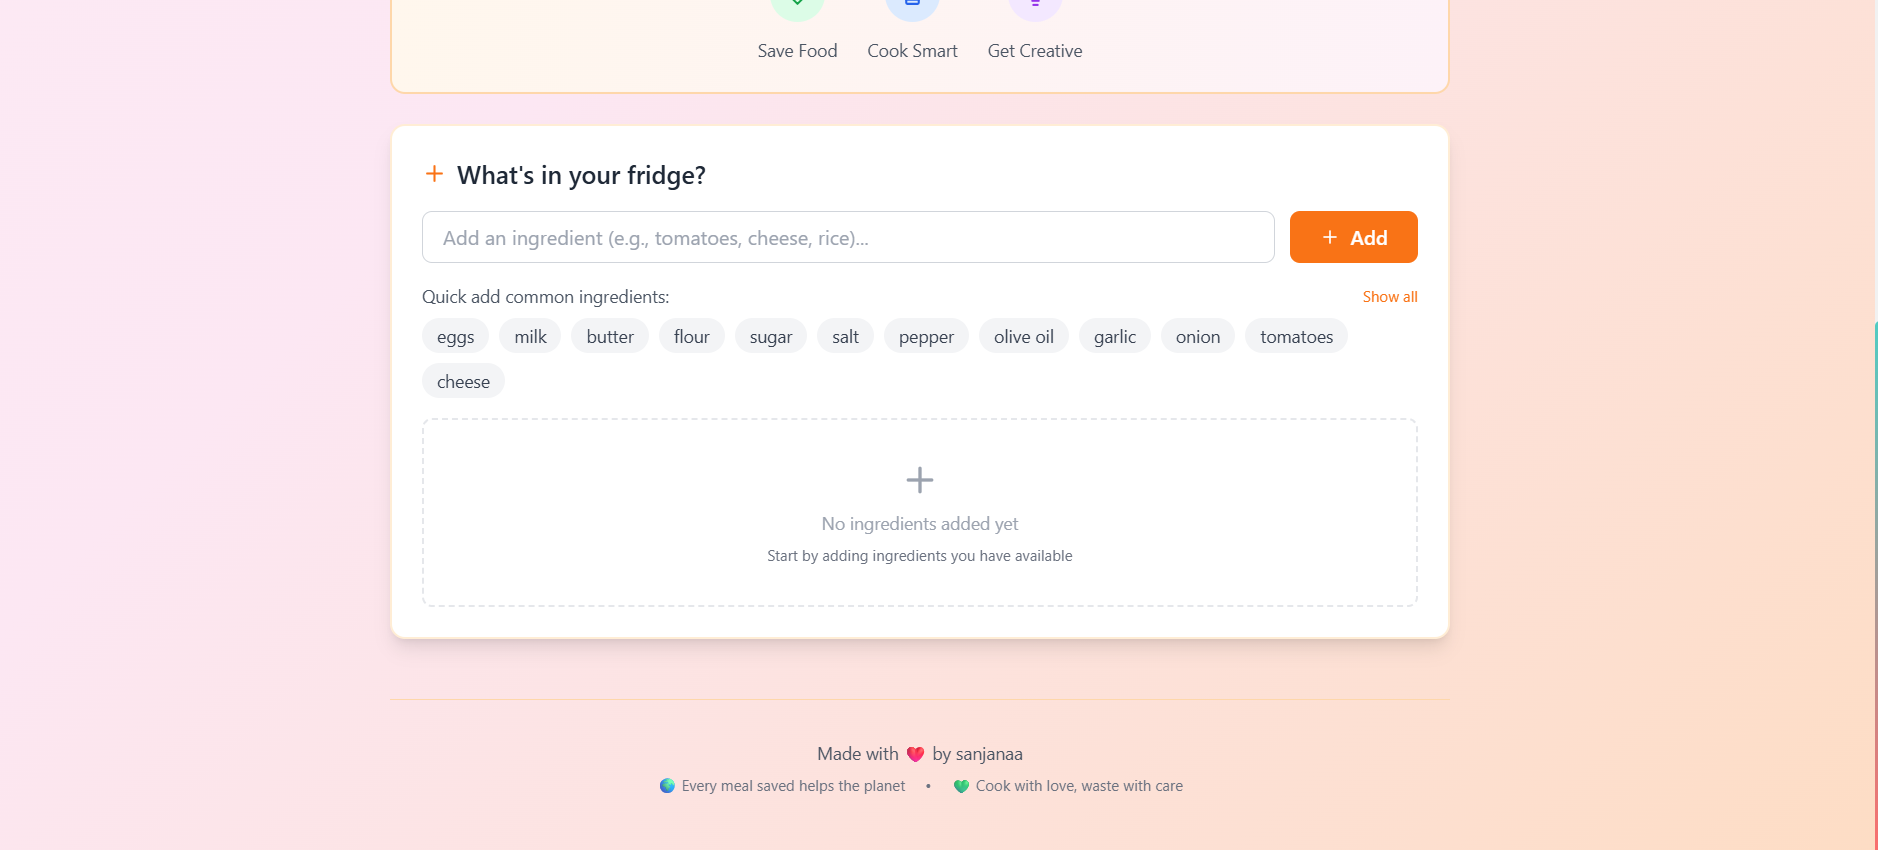 Save Food Cook Smart Get Creative
What's in your fridge?
Add an ingredient (e.g., tomatoes, cheese, rice)...
+ Add
Quick add common ingredients: Show all
eggs milk butter flour sugar salt pepper olive oil garlic onion tomatoes
cheese
No ingredients added yet
Start by adding ingredients you have available
Made with ❤️ by sanjanaa
🌍 Every meal saved helps the planet • 💚 Cook with love, waste with care